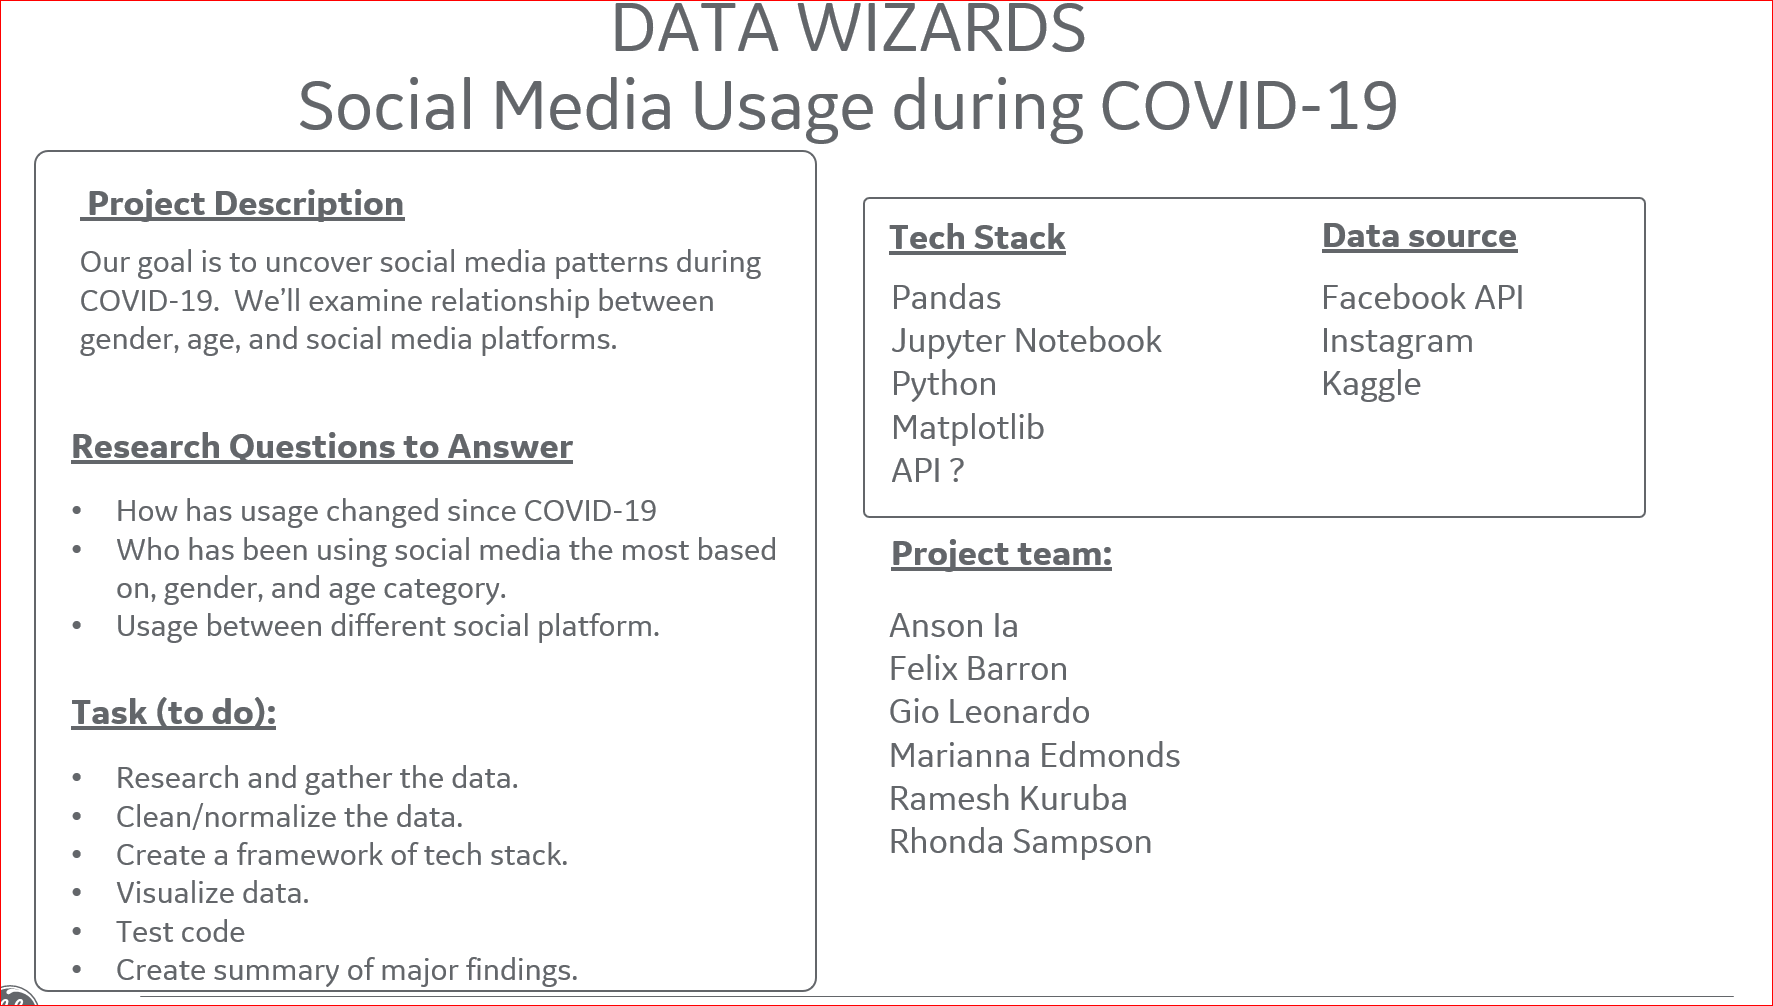 DATA WIZARDS
Social Media Usage during COVID-19
Project Description
Our goal is to uncover social media patterns during
COVID-19.  We’ll examine relationship between
gender, age, and social media platforms.
Research Questions to Answer
• How has usage changed since COVID-19
• Who has been using social media the most based
on, gender, and age category.
• Usage between different social platform.
Task (to do):
• Research and gather the data.
• Clean/normalize the data.
• Create a framework of tech stack.
• Visualize data.
• Test code
• Create summary of major findings.
Tech Stack
Pandas
Jupyter Notebook
Python
Matplotlib
API ?
Data source
Facebook API
Instagram
Kaggle
Project team:
Anson Ia
Felix Barron
Gio Leonardo
Marianna Edmonds
Ramesh Kuruba
Rhonda Sampson